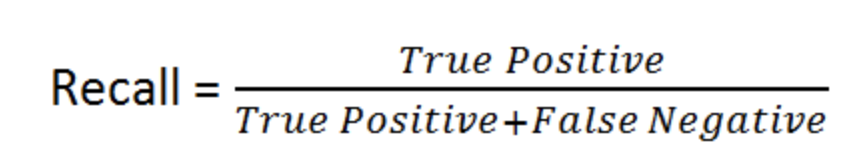 True Positive
Recall =
True Positive+False Negative